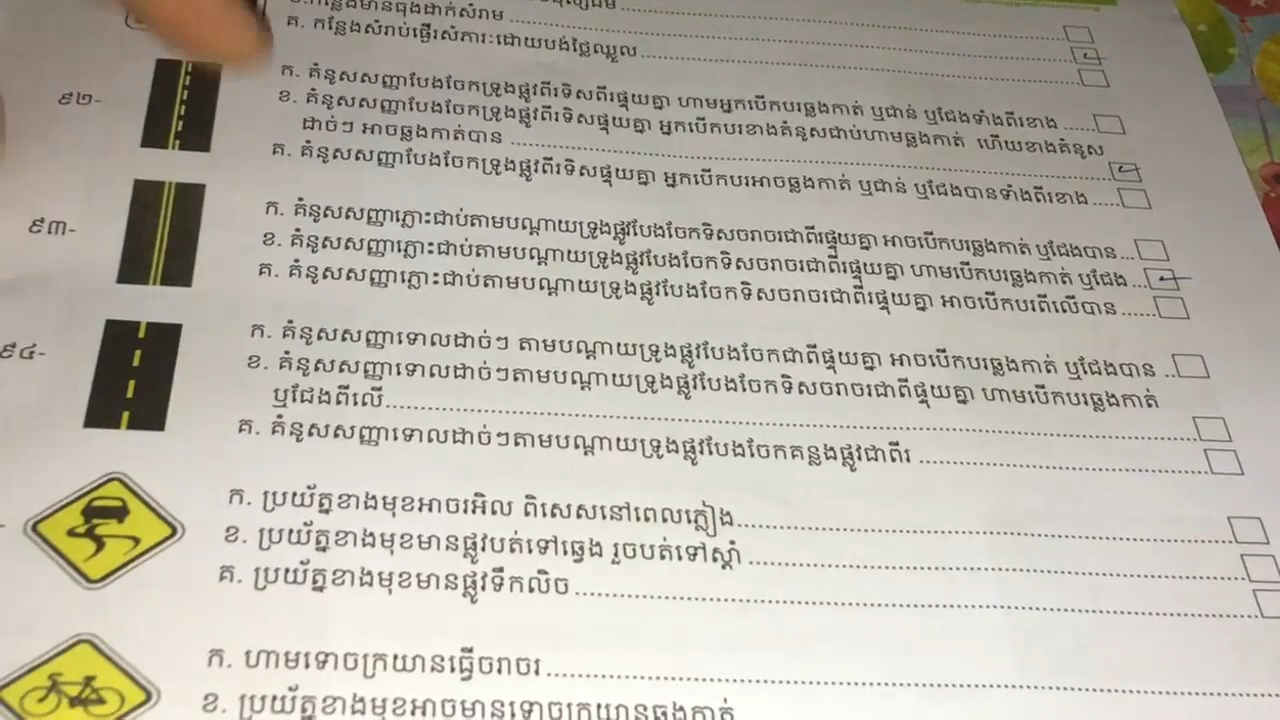 ខ.កន្លែងមានធុងដាក់សំរាម
គ. កន្លែងសំរាប់ផ្ញើរសំភារៈដោយបង់ថ្លៃឈ្នួល
៩២-
ក. គំនូសសញ្ញាបែងចែកទ្រូងផ្លូវពីរទិសពីរផ្ទុយគ្នា ហាមអ្នកបើកបរឆ្លងកាត់ ឬជាន់ ឬជែងទាំងពីរខាង
ខ. គំនូសសញ្ញាបែងចែកទ្រូងផ្លូវពីរទិសផ្ទុយគ្នា អ្នកបើកបរខាងគំនូសជាប់ហាមឆ្លងកាត់ ហើយខាងគំនូស
ដាច់ៗ អាចឆ្លងកាត់បាន
គ. គំនូសសញ្ញាបែងចែកទ្រូងផ្លូវពីរទិសផ្ទុយគ្នា អ្នកបើកបរអាចឆ្លងកាត់ ឬជាន់ ឬជែងបានទាំងពីរខាង
៩៣-
ក. គំនូសសញ្ញាភ្លោះជាប់តាមបណ្តាយទ្រូងផ្លូវបែងចែកទិសចរាចរជាពីរផ្ទុយគ្នា អាចបើកបរឆ្លងកាត់ ឬជែងបាន
ខ. គំនូសសញ្ញាភ្លោះជាប់តាមបណ្តាយទ្រូងផ្លូវបែងចែកទិសចរាចរជាពីរផ្ទុយគ្នា ហាមបើកបរឆ្លងកាត់ ឬជែង
គ. គំនូសសញ្ញាភ្លោះជាប់តាមបណ្តាយទ្រូងផ្លូវបែងចែកទិសចរាចរជាពីរផ្ទុយគ្នា អាចបើកបរពីលើបាន
៩៤-
ក. គំនូសសញ្ញាទោលដាច់ៗ តាមបណ្តាយទ្រូងផ្លូវបែងចែកជាពីផ្ទុយគ្នា អាចបើកបរឆ្លងកាត់ ឬជែងបាន
ខ. គំនូសសញ្ញាទោលដាច់ៗតាមបណ្តាយទ្រូងផ្លូវបែងចែកទិសចរាចរជាពីផ្ទុយគ្នា ហាមបើកបរឆ្លងកាត់
ឬជែងពីលើ
គ. គំនូសសញ្ញាទោលដាច់ៗតាមបណ្តាយទ្រូងផ្លូវបែងចែកគន្លងផ្លូវជាពីរ
ក. ប្រយ័ត្នខាងមុខអាចរអិល ពិសេសនៅពេលភ្លៀង
ខ. ប្រយ័ត្នខាងមុខមានផ្លូវបត់ទៅឆ្វេង រួចបត់ទៅស្តាំ
គ. ប្រយ័ត្នខាងមុខមានផ្លូវទឹកលិច
ក. ហាមទោចក្រយានធ្វើចរាចរ
ខ. ប្រយ័ត្នខាងមុខអាចមានទោចក្រយានឆ្លងកាត់